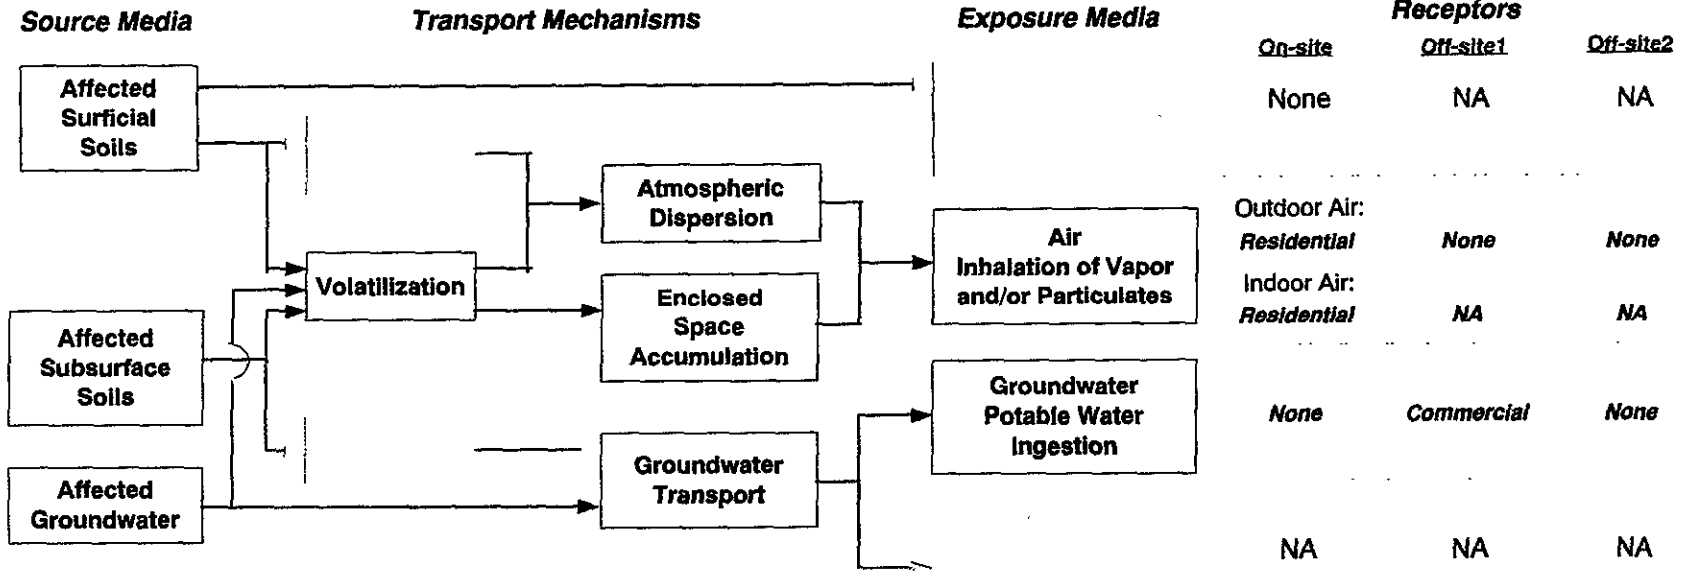 Source Media
Transport Mechanisms
Exposure Media
Receptors
On-site
Off-site1
Off-site2
Affected
Surficial
Soils
None
NA
NA
Atmospheric
Dispersion
Outdoor Air:
Air
Inhalation of Vapor
and/or Particulates
Residential
None
None
Volatilization
Indoor Air:
Enclosed
Space
Accumulation
Residential
NA
NA
Affected
Subsurface
Soils
Groundwater
Potable Water
Ingestion
None
Commercial
None
Groundwater
Transport
Affected
Groundwater
NA
NA
NA